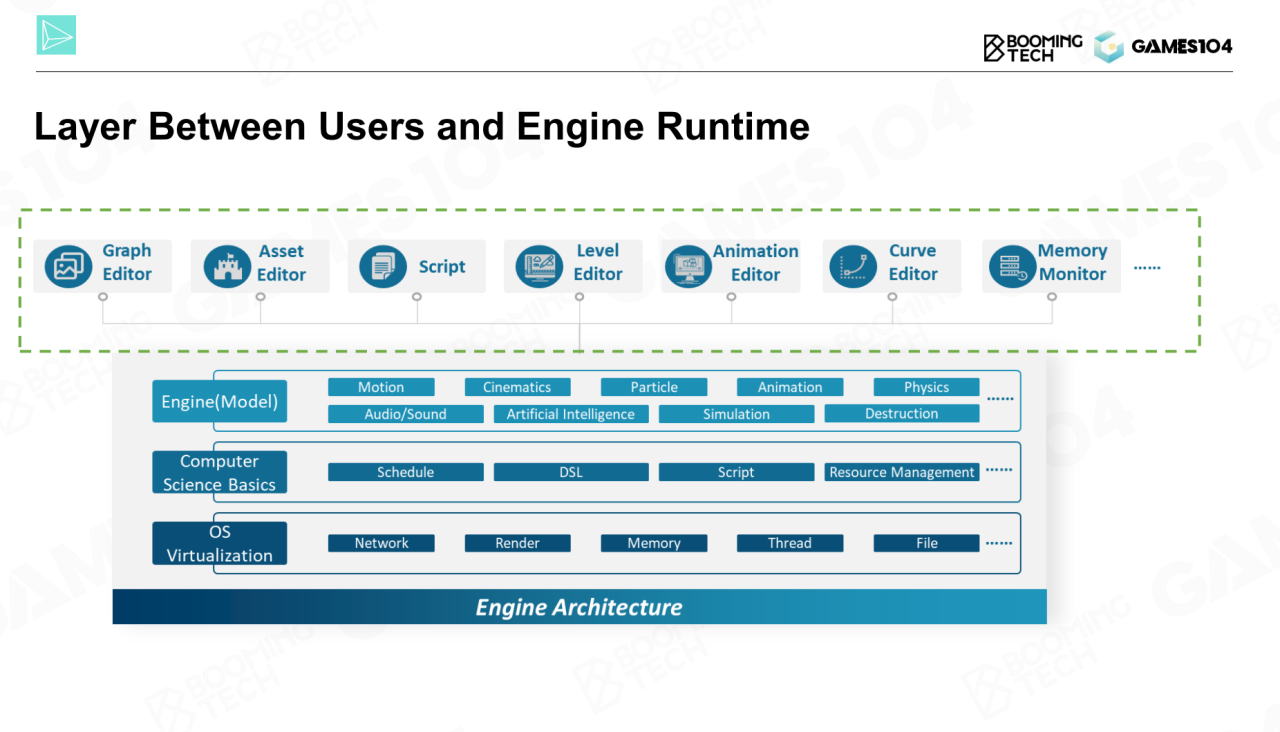 BOOMING
TECH
GAMES104
Layer Between Users and Engine Runtime
Graph
Editor
Asset
Editor
Script
Level
Editor
Animation
Editor
Curve
Editor
Memory
Monitor
......
Engine(Model)
Motion
Cinematics
Particle
Animation
Physics
......
Audio/Sound
Artificial Intelligence
Simulation
Destruction
Computer
Science Basics
Schedule
DSL
Script
Resource Management
......
OS
Virtualization
Network
Render
Memory
Thread
File
......
Engine Architecture